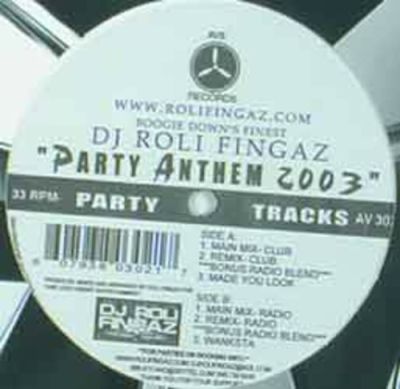 AVS
RECORDS
WWW.ROLIFINGAZ.COM
BOOGIE DOWN'S FINEST
DJ ROLI FINGAZ
"PARTY ANTHEM 2003"
33 RPM PARTY TRACKS AV 30
SIDE A:
1. MAIN MIX- CLUB
2. REMIX- CLUB
***BONUS RADIO BLEND***
3. MADE YOU LOOK
SIDE B:
1. MAIN MIX- RADIO
2. REMIX- RADIO
***BONUS RADIO BLEND***
3. WANKSTA
DJ ROLI
FINGAZ